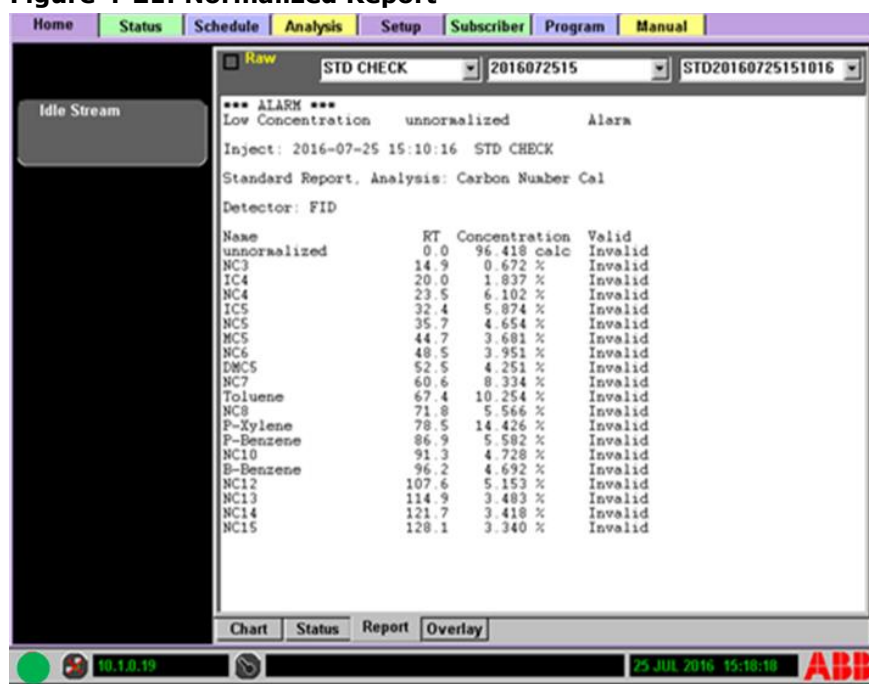 Figure 4-22: Normalized Report
Home Status Schedule Analysis Setup Subscriber Program Manual
Raw STD CHECK 2016072515 STD20160725151016
Idle Stream
*** ALARM ***
Low Concentration unnormalized Alarm
Inject: 2016-07-25 15:10:16 STD CHECK
Standard Report, Analysis: Carbon Number Cal
Detector: FID
Name RT Concentration Valid
unnormalized 0.0 96.418 calc Invalid
NC3 14.9 0.672 % Invalid
IC4 20.0 1.837 % Invalid
NC4 23.5 6.102 % Invalid
IC5 32.4 5.874 % Invalid
NC5 35.7 4.654 % Invalid
MC5 44.7 3.681 % Invalid
NC6 48.5 3.951 % Invalid
DMC5 52.5 4.251 % Invalid
NC7 60.6 8.334 % Invalid
Toluene 67.4 10.254 % Invalid
NC8 71.8 5.566 % Invalid
P-Xylene 78.5 14.426 % Invalid
P-Benzene 86.9 5.582 % Invalid
NC10 91.3 4.728 % Invalid
B-Benzene 96.2 4.692 % Invalid
NC12 107.6 5.153 % Invalid
NC13 114.9 3.483 % Invalid
NC14 121.7 3.418 % Invalid
NC15 128.1 3.340 % Invalid
Chart Status Report Overlay
10.1.0.19 25 JUL 2016 15:18:18 ABB